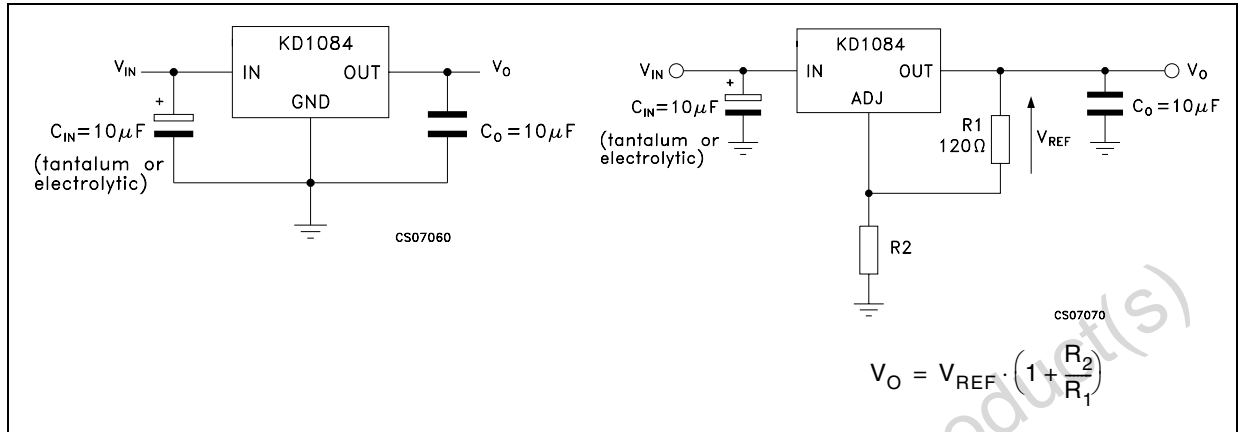 KD1084
V_IN IN OUT V_O
GND
+
C_IN=10μF
(tantalum or
electrolytic)
C_O=10μF
CS07060
KD1084
V_IN IN OUT V_O
ADJ
+
C_IN=10μF
(tantalum or
electrolytic)
R1
120Ω
V_REF
C_O=10μF
R2
CS07070
V_O = V_REF · (1 + R_2/R_1)
oduct(s)